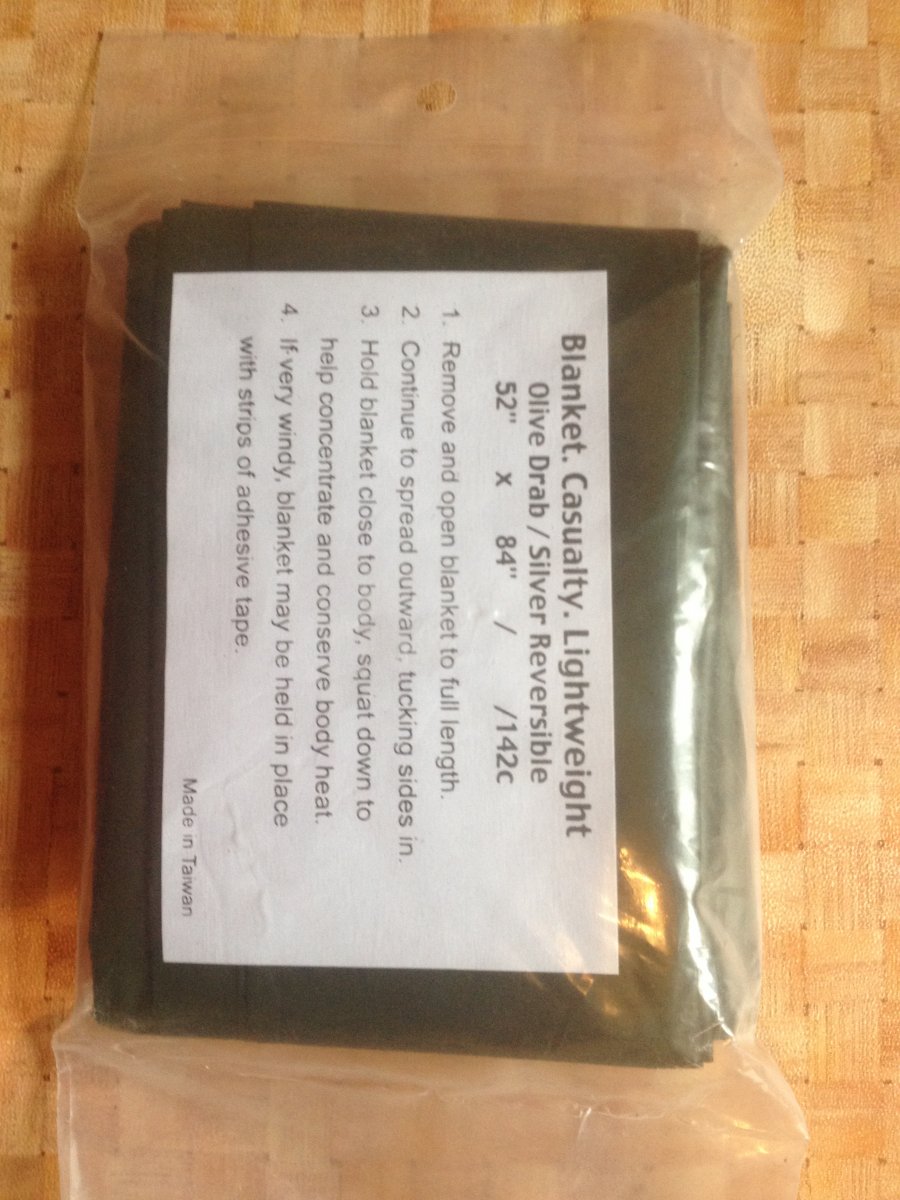 Blanket. Casualty. Lightweight
Olive Drab / Silver Reversible
52" x 84" / /142c
1. Remove and open blanket to full length.
2. Continue to spread outward, tucking sides in.
3. Hold blanket close to body, squat down to
help concentrate and conserve body heat.
4. If very windy, blanket may be held in place
with strips of adhesive tape.
Made in Taiwan